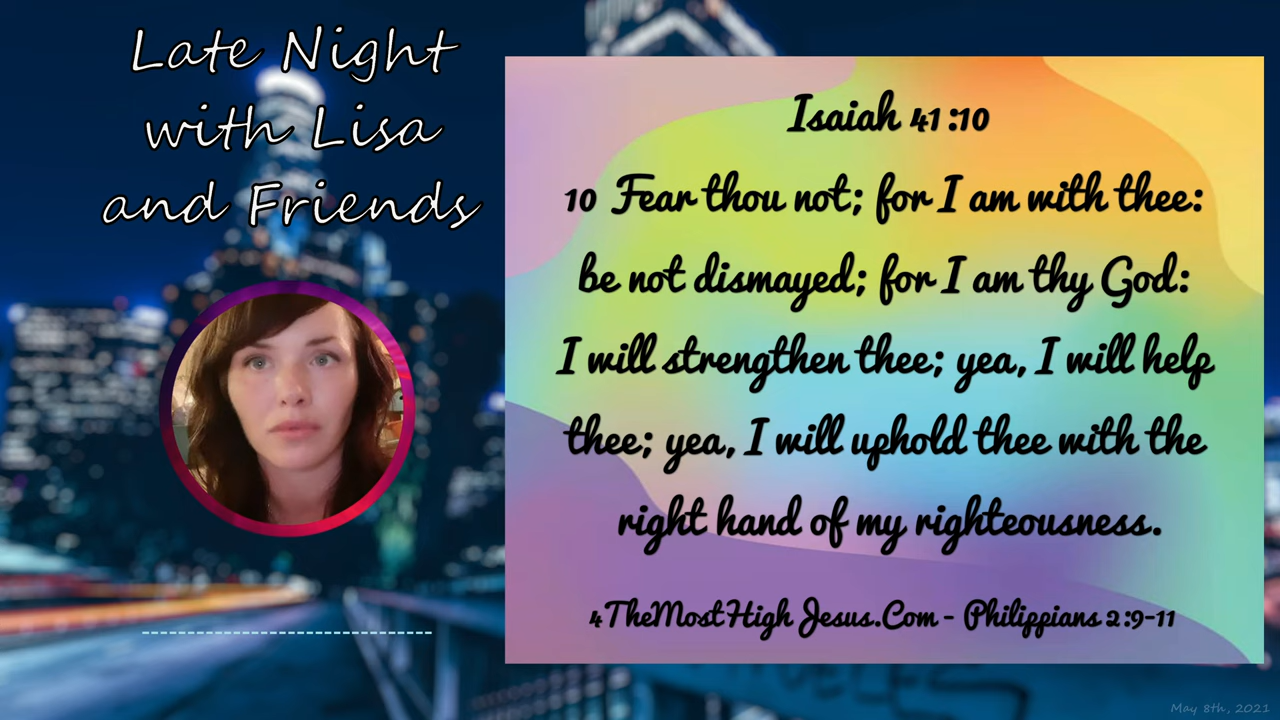 Late Night
with Lisa
and Friends
Isaiah 41:10
10 Fear thou not; for I am with thee:
be not dismayed; for I am thy God:
I will strengthen thee; yea, I will help
thee; yea, I will uphold thee with the
right hand of my righteousness.
4TheMostHigh Jesus.Com - Philippians 2:9-11
May 8th, 2021